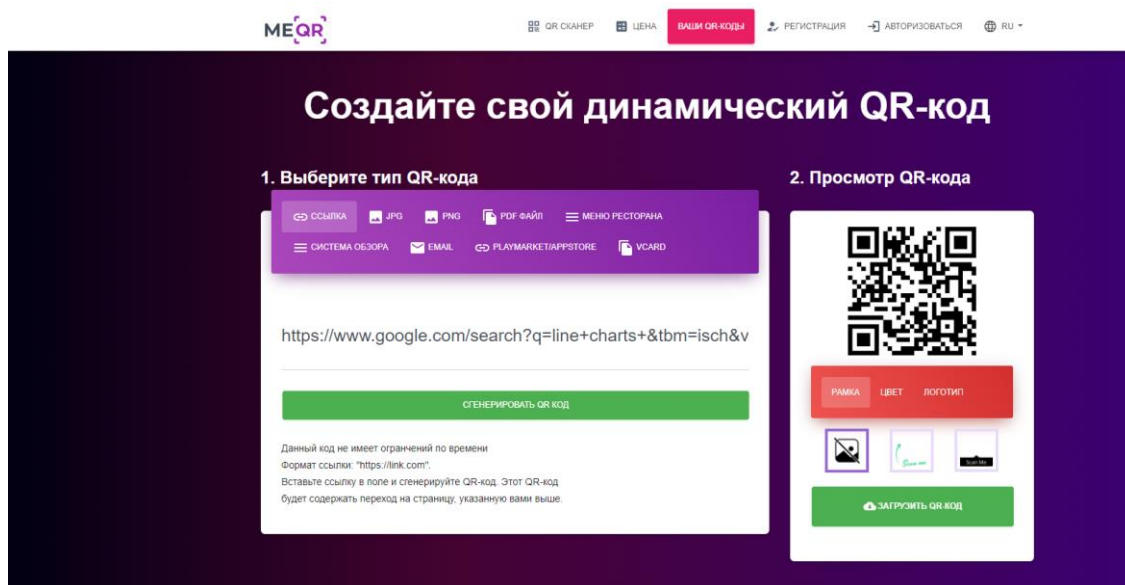 MEQR
QR СКАНЕР
ЦЕНА
ВАШИ QR-КОДЫ
РЕГИСТРАЦИЯ
АВТОРИЗОВАТЬСЯ
RU
Создайте свой динамический QR-код
1. Выберите тип QR-кода
ССЫЛКА
JPG
PNG
PDF ФАЙЛ
МЕНЮ РЕСТОРАНА
СИСТЕМА ОБЗОРА
EMAIL
PLAYMARKET/APPSTORE
VCARD
https://www.google.com/search?q=line+charts+&tbm=isch&v
СГЕНЕРИРОВАТЬ QR КОД
Данный код не имеет огранчений по времени
Формат ссылки: "https://link.com".
Вставьте ссылку в поле и сгенерируйте QR-код. Этот QR-код
будет содержать переход на страницу, указанную вами выше.
2. Просмотр QR-кода
РАМКА
ЦВЕТ
ЛОГОТИП
Scan me
Scan Me
ЗАГРУЗИТЬ QR-КОД